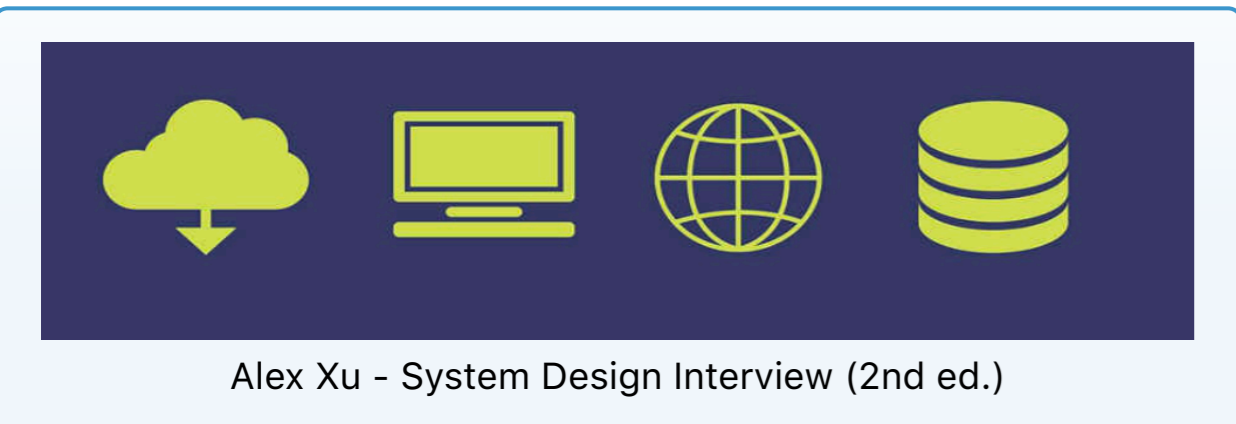 Alex Xu - System Design Interview (2nd ed.)